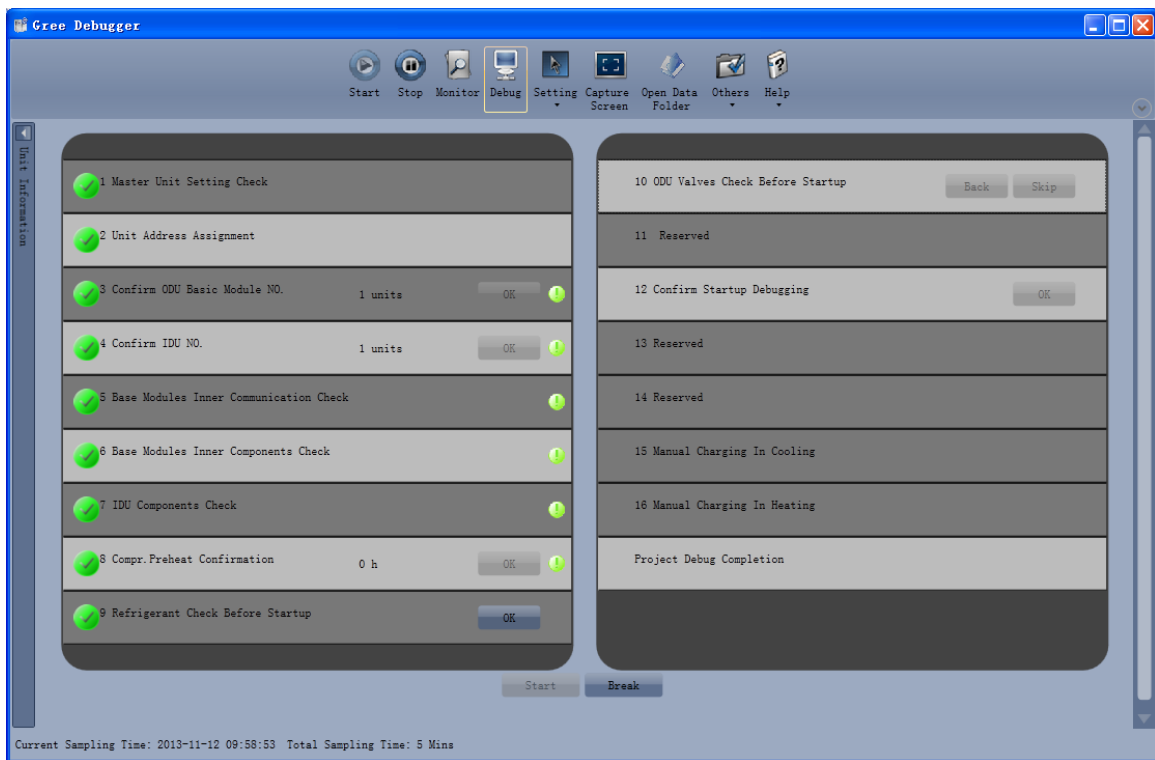 Gree Debugger
Start Stop Monitor Debug Setting Capture Screen Open Data Folder Others Help
Unit Information
1 Master Unit Setting Check
2 Unit Address Assignment
3 Confirm ODU Basic Module NO. 1 units OK
4 Confirm IDU NO. 1 units OK
5 Base Modules Inner Communication Check
6 Base Modules Inner Components Check
7 IDU Components Check
8 Compr.Preheat Confirmation 0 h OK
9 Refrigerant Check Before Startup OK
10 ODU Valves Check Before Startup Back Skip
11 Reserved
12 Confirm Startup Debugging OK
13 Reserved
14 Reserved
15 Manual Charging In Cooling
16 Manual Charging In Heating
Project Debug Completion
Start Break
Current Sampling Time: 2013-11-12 09:58:53 Total Sampling Time: 5 Mins